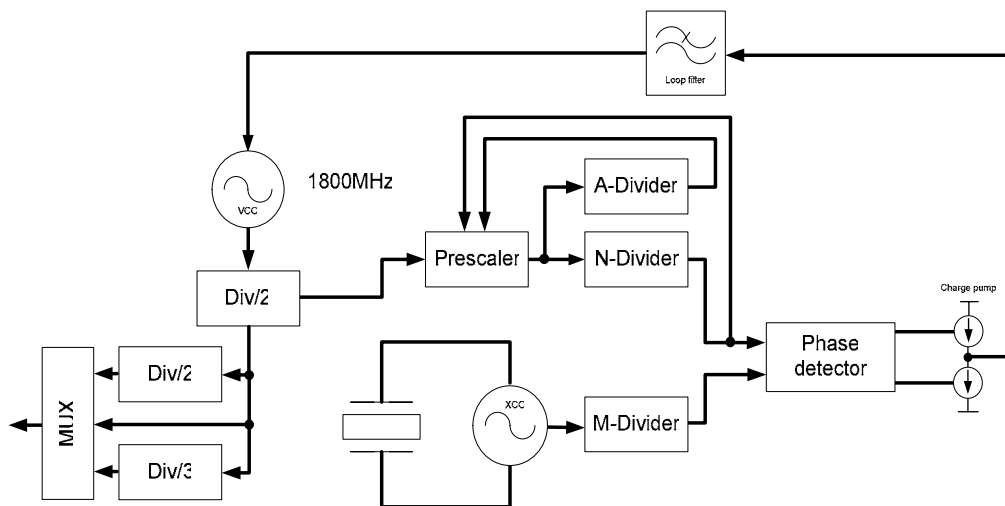 Loop filter
1800MHz
VCC
A-Divider
Prescaler
N-Divider
Div/2
Charge pump
Phase
detector
MUX
Div/2
XCC
M-Divider
Div/3